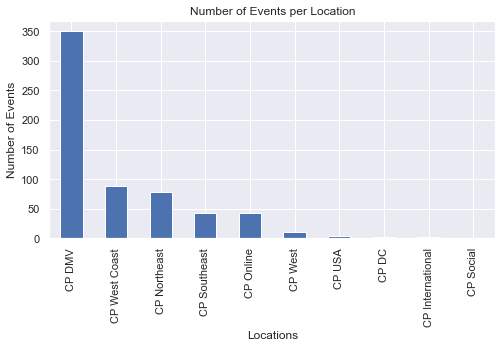 Number of Events per Location
Number of Events
350
300
250
200
150
100
50
0
CP DMV
CP West Coast
CP Northeast
CP Southeast
CP Online
CP West
CP USA
CP DC
CP International
CP Social
Locations